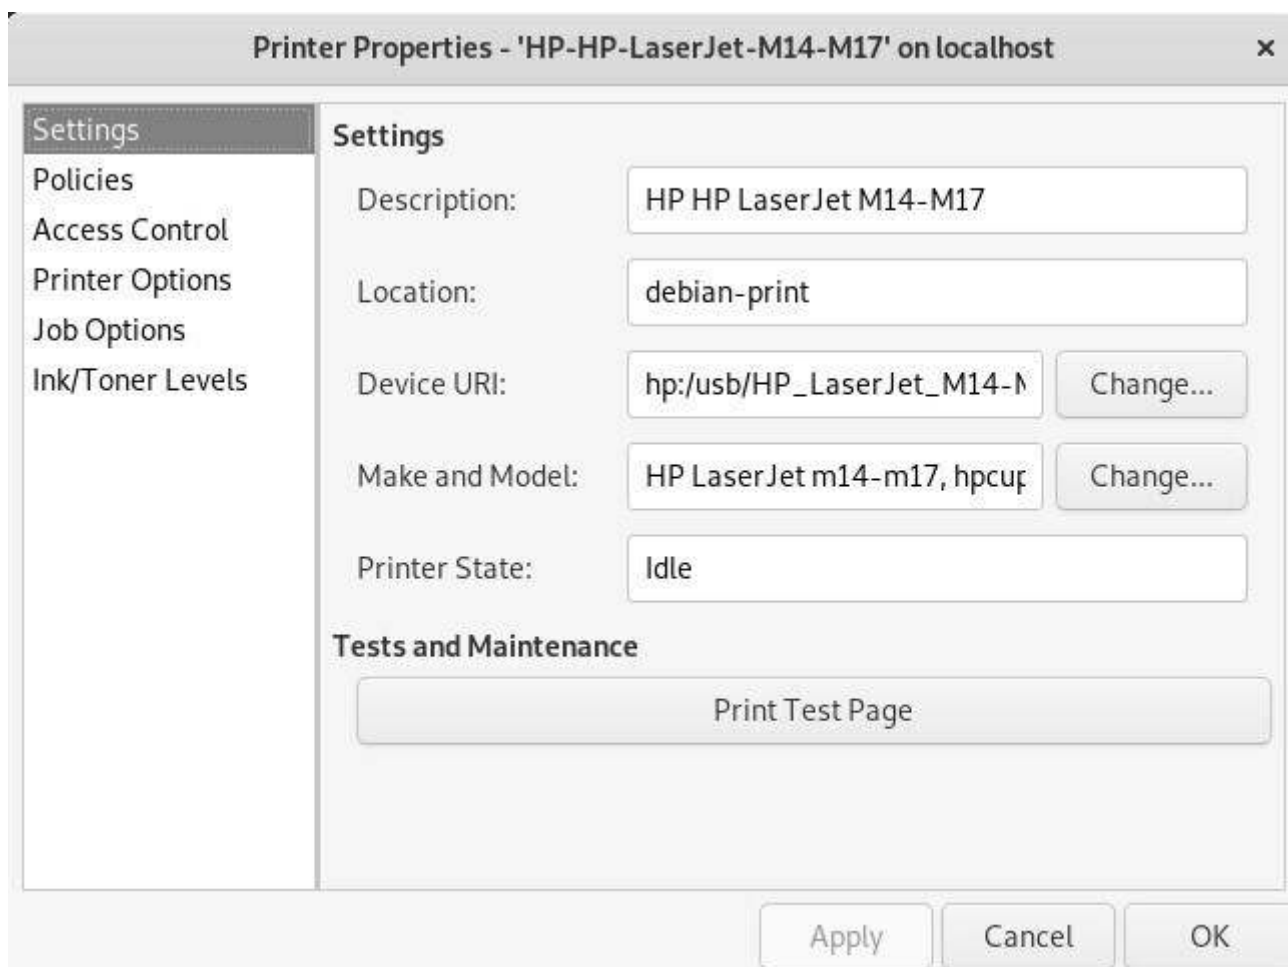 Printer Properties - 'HP-HP-LaserJet-M14-M17' on localhost ×
Settings
Policies
Access Control
Printer Options
Job Options
Ink/Toner Levels
Settings
Description: HP HP LaserJet M14-M17
Location: debian-print
Device URI: hp:/usb/HP_LaserJet_M14-M Change...
Make and Model: HP LaserJet m14-m17, hpcup Change...
Printer State: Idle
Tests and Maintenance
Print Test Page
Apply Cancel OK